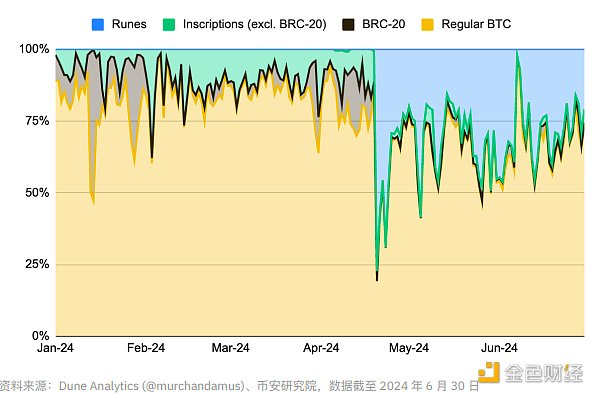 Runes Inscriptions (excl. BRC-20) BRC-20 Regular BTC
100%
75%
50%
25%
0%
Jan-24 Feb-24 Mar-24 Apr-24 May-24 Jun-24
资料来源：Dune Analytics (@murchandamus)、币安研究院，数据截至 2024 年 6 月 30 日
金色财经